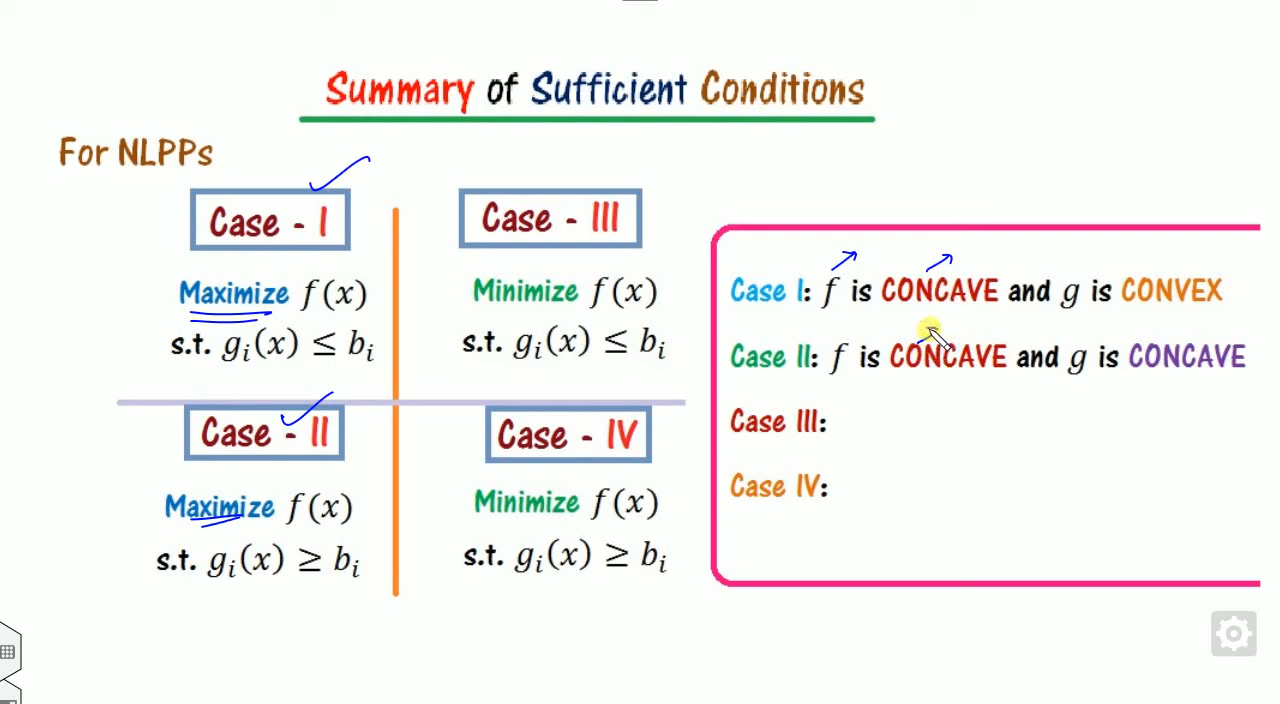 Summary of Sufficient Conditions
For NLPPs
Case - I
Maximize f(x)
s.t. gᵢ(x) ≤ bᵢ
Case - II
Maximize f(x)
s.t. gᵢ(x) ≥ bᵢ
Case - III
Minimize f(x)
s.t. gᵢ(x) ≤ bᵢ
Case - IV
Minimize f(x)
s.t. gᵢ(x) ≥ bᵢ
Case I: f is CONCAVE and g is CONVEX
Case II: f is CONCAVE and g is CONCAVE
Case III:
Case IV: